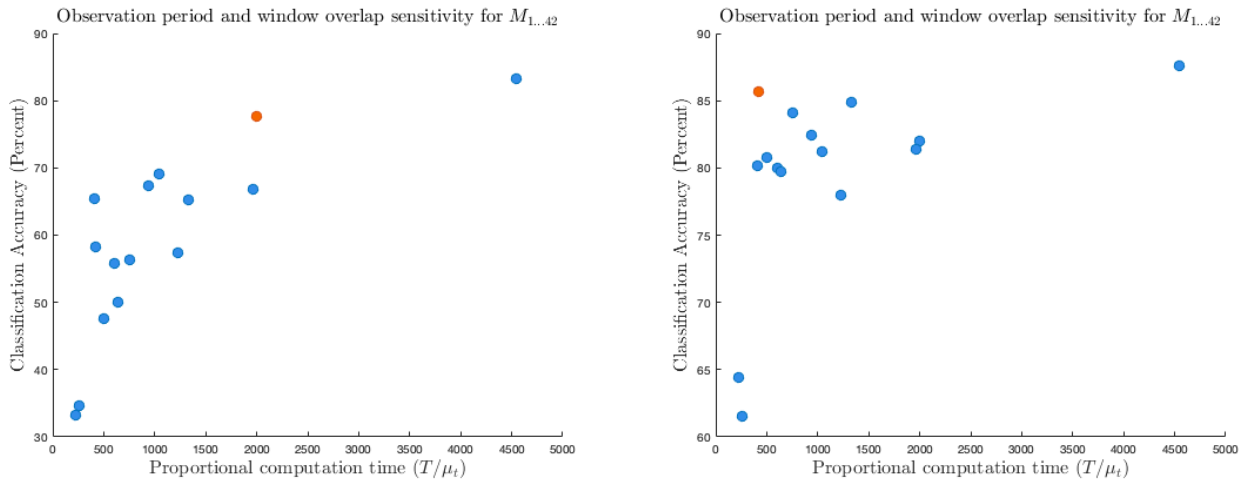 Observation period and window overlap sensitivity for M1...42
90
80
70
60
50
40
30
Classification Accuracy (Percent)
0 500 1000 1500 2000 2500 3000 3500 4000 4500 5000
Proportional computation time (T/μt)
Observation period and window overlap sensitivity for M1...42
90
85
80
75
70
65
60
Classification Accuracy (Percent)
0 500 1000 1500 2000 2500 3000 3500 4000 4500 5000
Proportional computation time (T/μt)